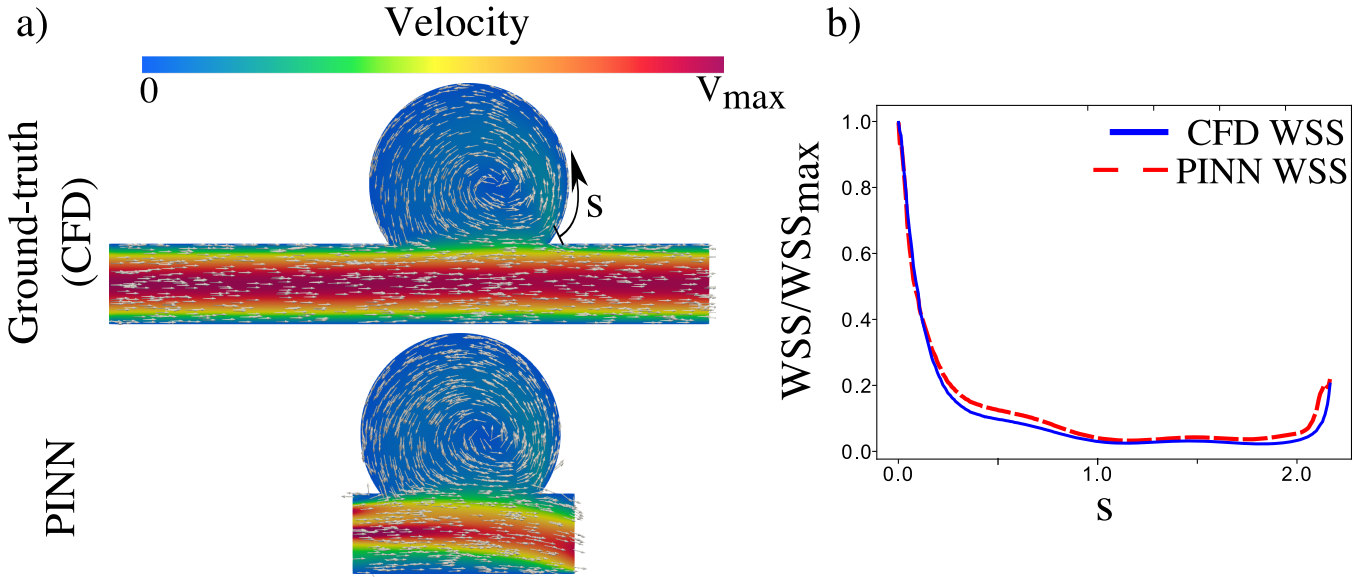 a)
Velocity
0
Vmax
Ground-truth
(CFD)
S
PINN
b)
CFD WSS
PINN WSS
WSS/WSSmax
1.0
0.8
0.6
0.4
0.2
0.0
0.0 1.0 2.0
S